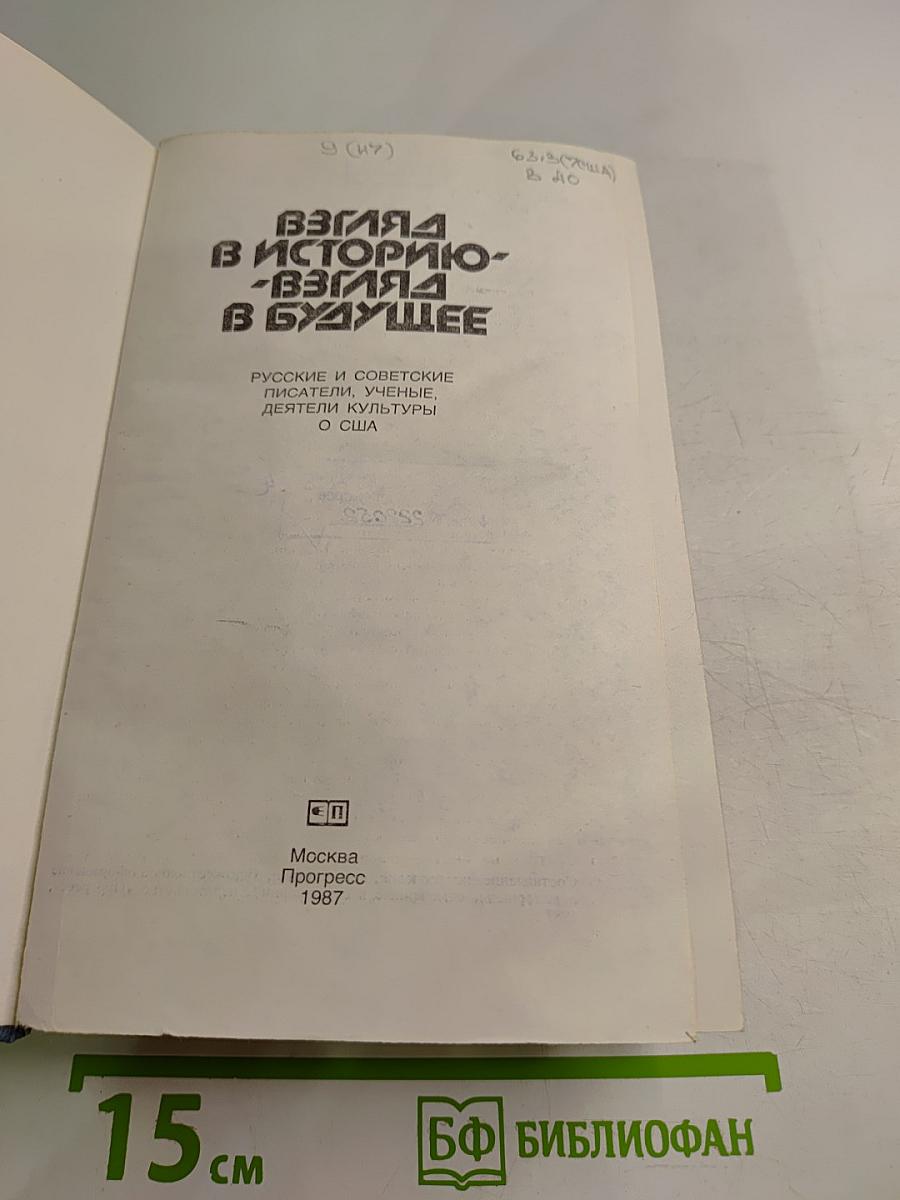 9 (И7)
63.3(7США)
В 40
ВЗГЛЯД
В ИСТОРИЮ-
-ВЗГЛЯД
В БУДУЩЕЕ
РУССКИЕ И СОВЕТСКИЕ
ПИСАТЕЛИ, УЧЕНЫЕ,
ДЕЯТЕЛИ КУЛЬТУРЫ
О США
Москва
Прогресс
1987
15 см
БФ БИБЛИОФАН